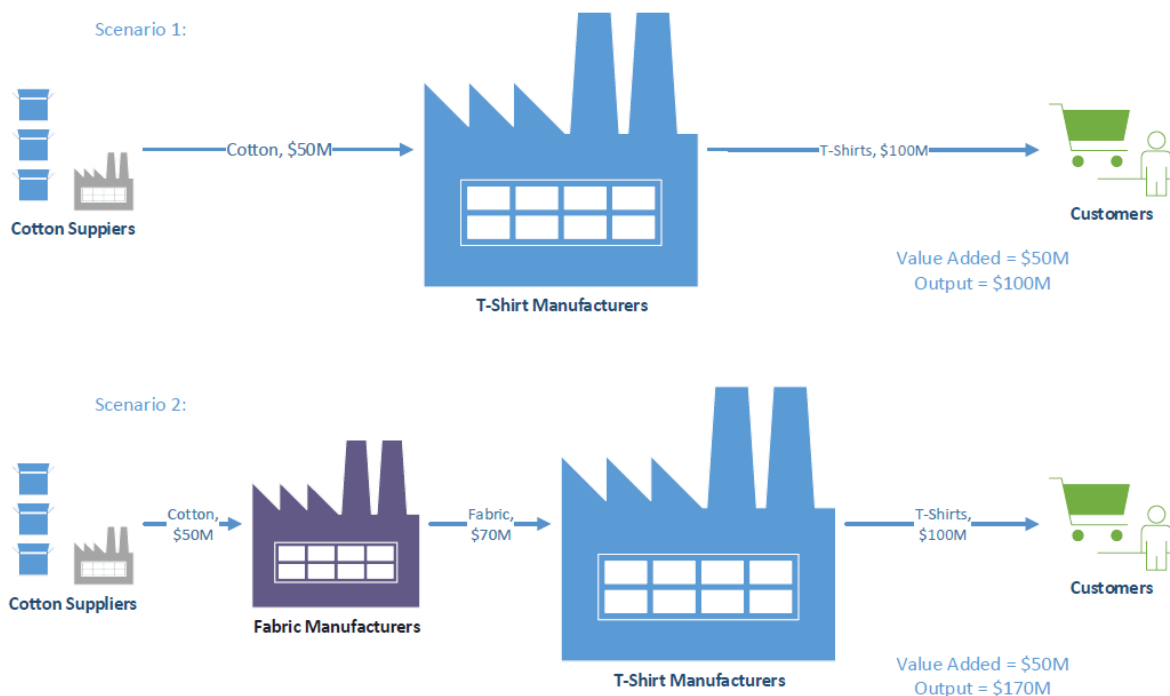 Scenario 1:
Cotton, $50M
T-Shirts, $100M
Cotton Suppiers
Customers
Value Added = $50M
Output = $100M
T-Shirt Manufacturers
Scenario 2:
Cotton,
$50M
Fabric,
$70M
T-Shirts,
$100M
Cotton Suppliers
Customers
Fabric Manufacturers
Value Added = $50M
T-Shirt Manufacturers
Output = $170M